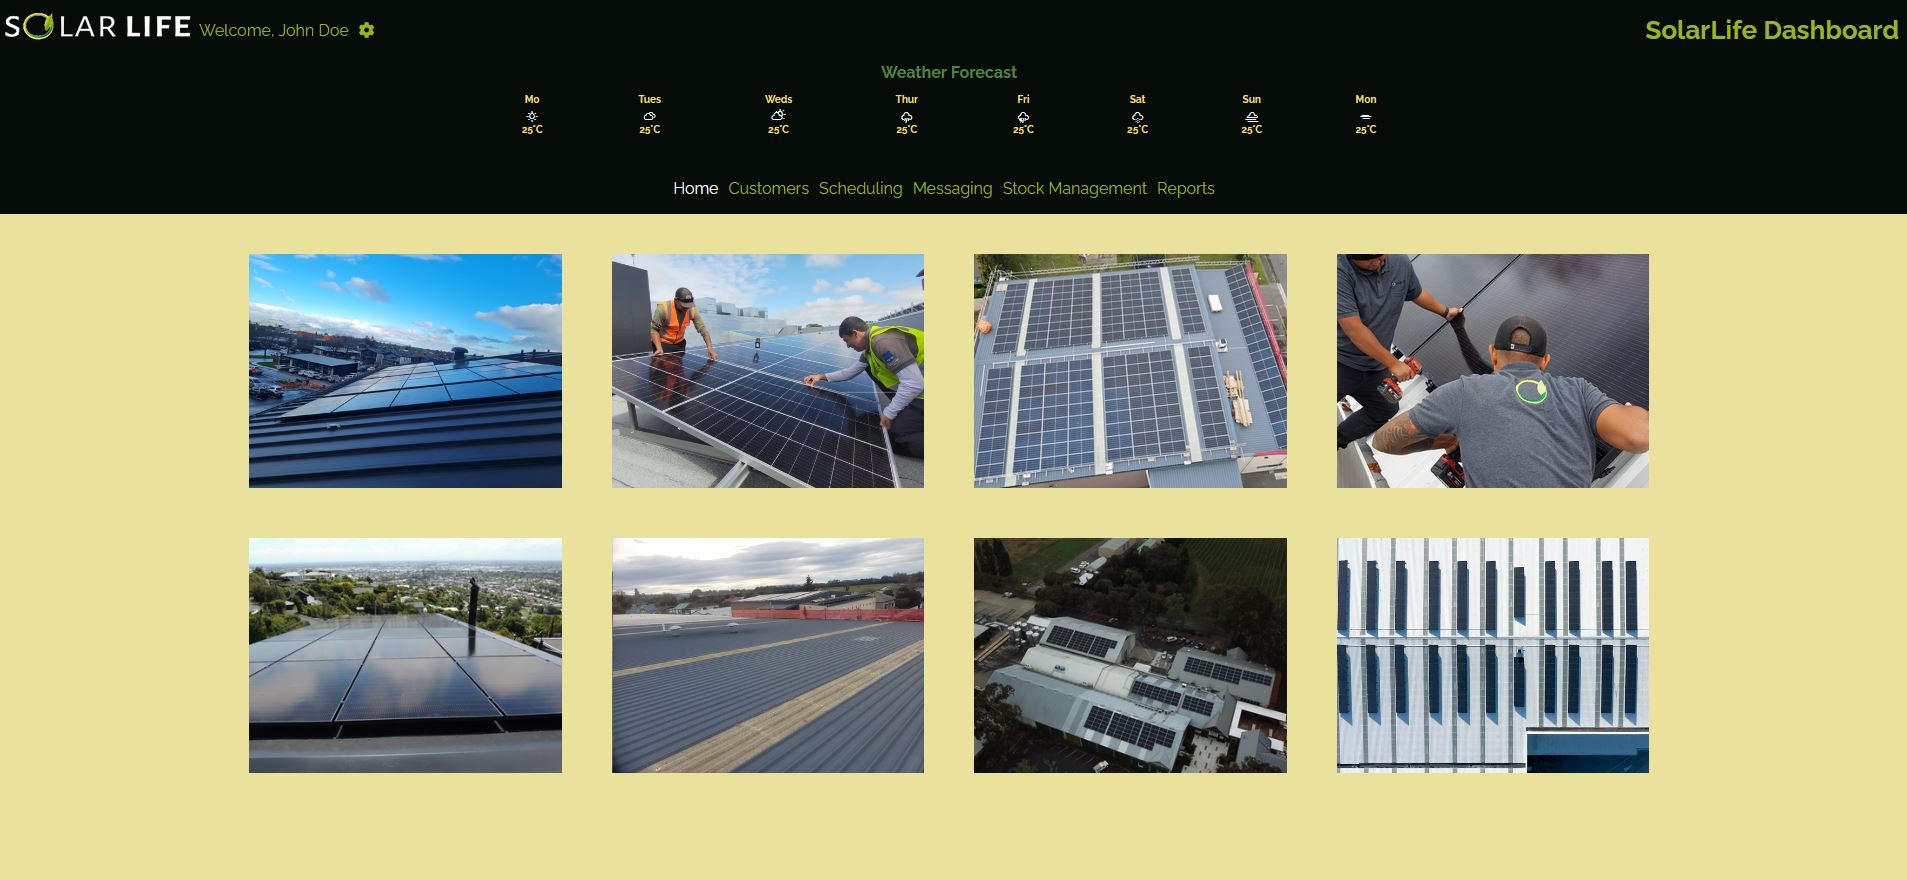 SOLAR LIFE Welcome, John Doe
SolarLife Dashboard
Weather Forecast
Mo Tues Weds Thur Fri Sat Sun Mon
25°C 25°C 25°C 25°C 25°C 25°C 25°C 25°C
Home Customers Scheduling Messaging Stock Management Reports